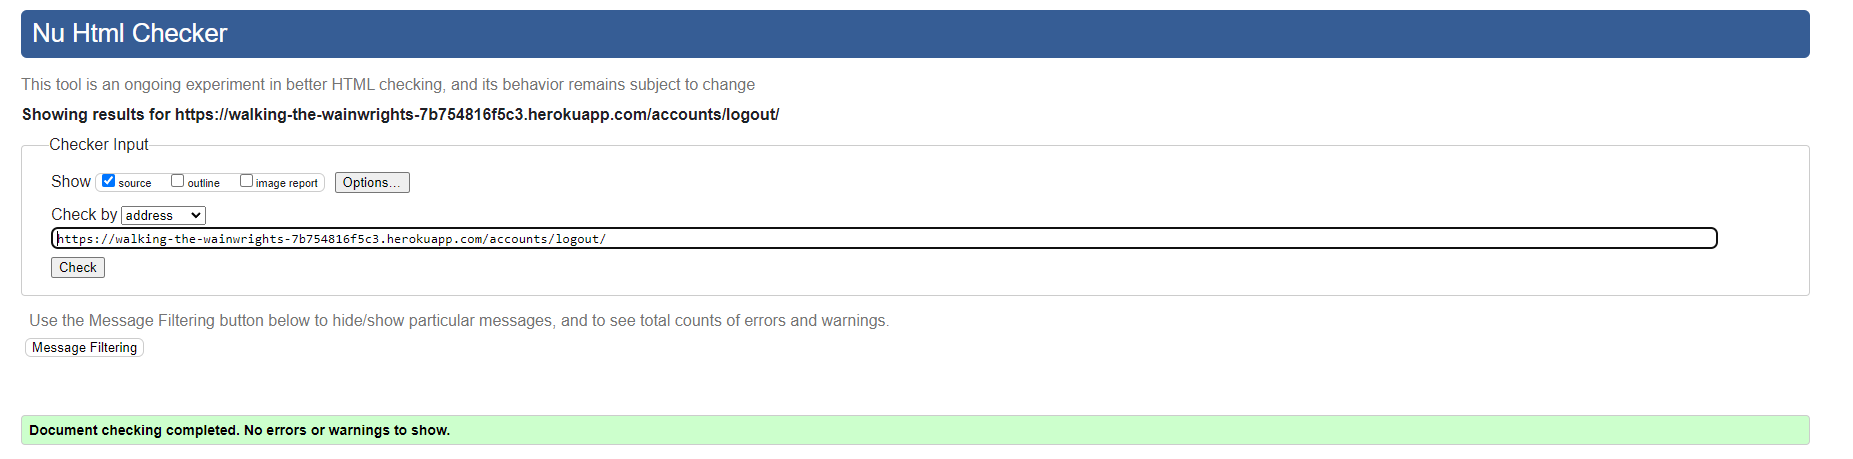 Nu Html Checker
This tool is an ongoing experiment in better HTML checking, and its behavior remains subject to change
Showing results for https://walking-the-wainwrights-7b754816f5c3.herokuapp.com/accounts/logout/
Checker Input
Show source outline image report Options...
Check by address
https://walking-the-wainwrights-7b754816f5c3.herokuapp.com/accounts/logout/
Check
Use the Message Filtering button below to hide/show particular messages, and to see total counts of errors and warnings.
Message Filtering
Document checking completed. No errors or warnings to show.